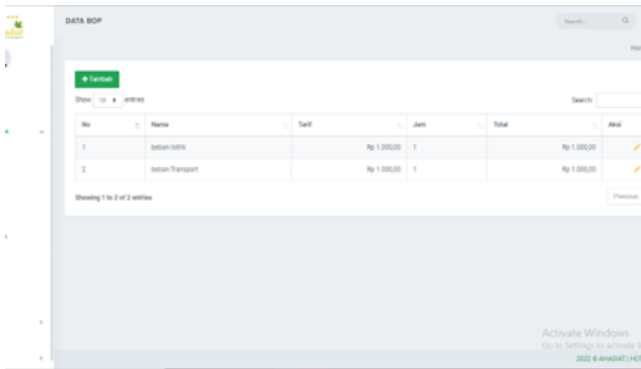 DATA BOP
Search...
+ Tambah
Show 10 entries
Search:
No Nama Tarif Jam Total Aksi
1 beban listrik Rp 1.000,00 1 Rp 1.000,00
2 beban Transport Rp 1.000,00 1 Rp 1.000,00
Showing 1 to 2 of 2 entries
Previous
Activate Windows
Go to Settings to activate
2022 © AHADIAT | HOT